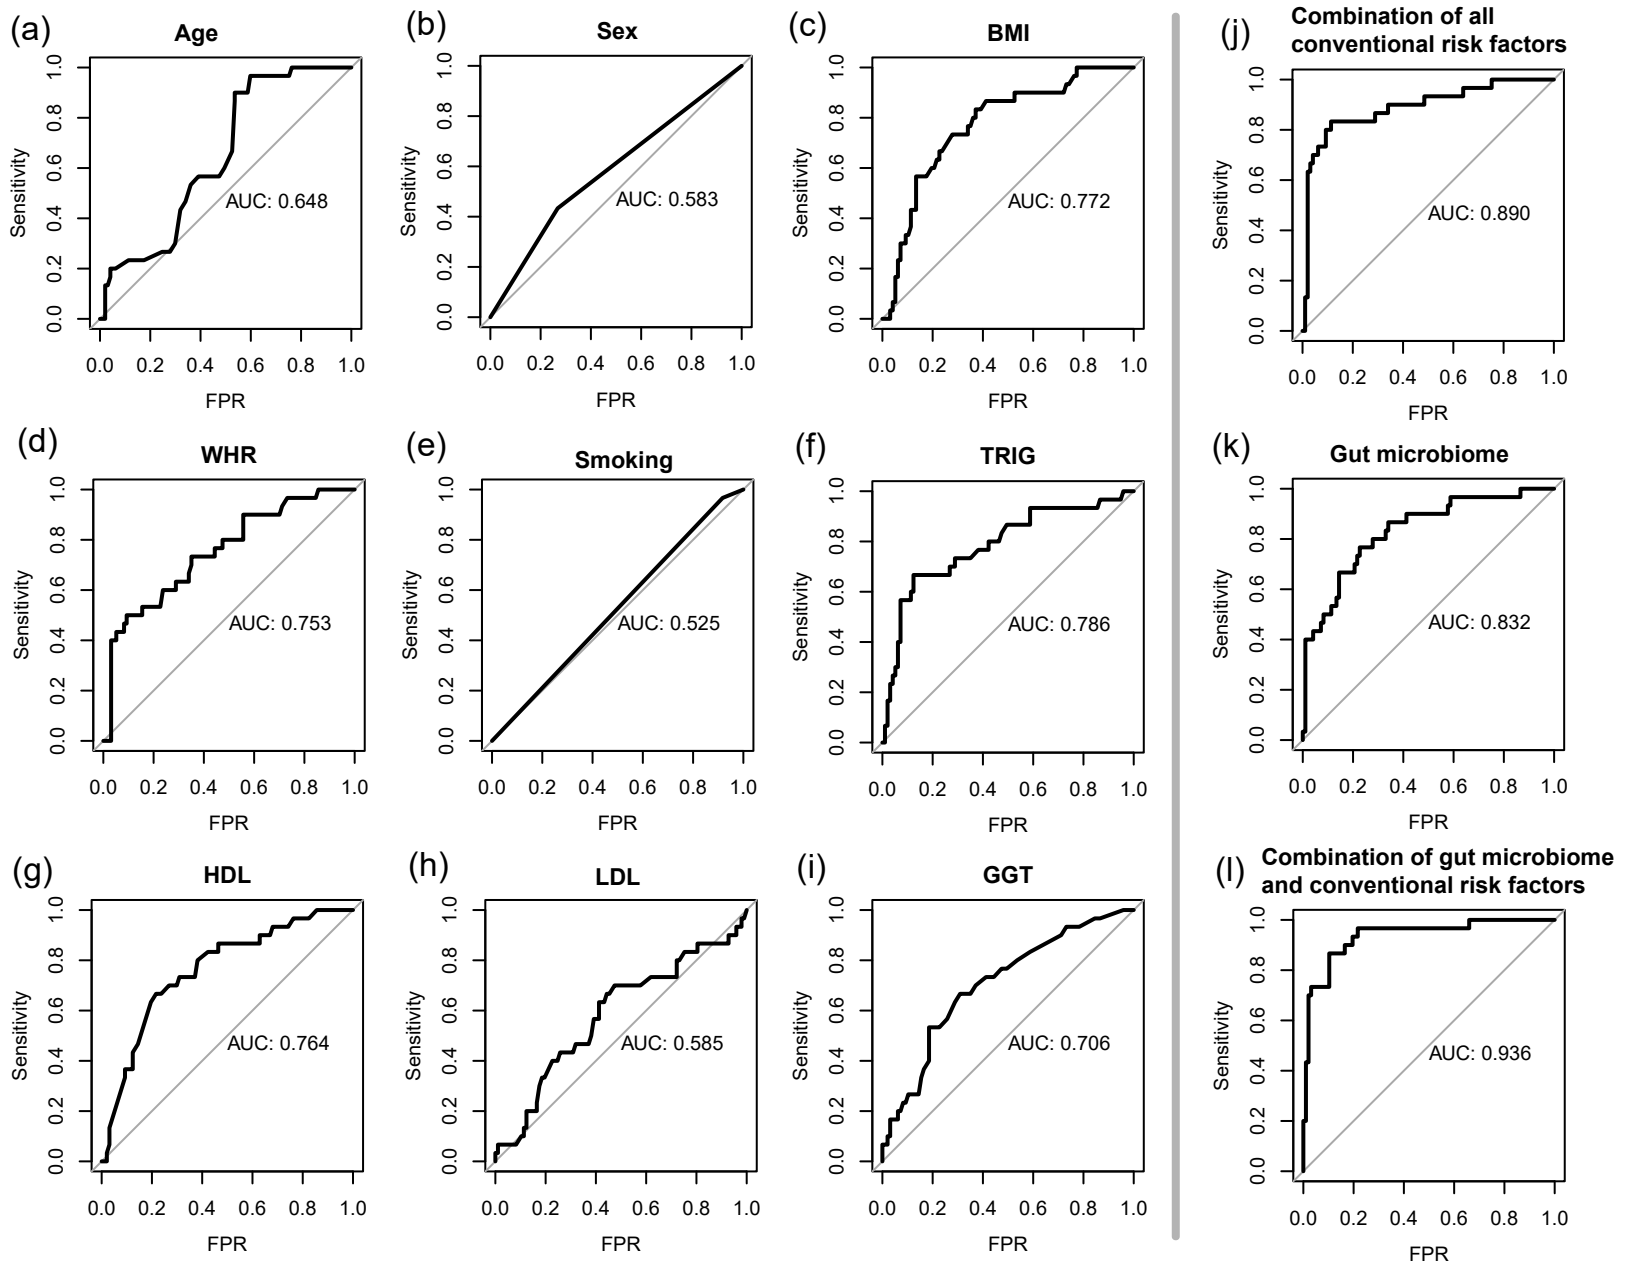 (a)
Age
1.0
0.8
0.6
0.4
0.2
0.0
Sensitivity
AUC: 0.648
0.0 0.2 0.4 0.6 0.8 1.0
FPR
(b)
Sex
1.0
0.8
0.6
0.4
0.2
0.0
Sensitivity
AUC: 0.583
0.0 0.2 0.4 0.6 0.8 1.0
FPR
(c)
BMI
1.0
0.8
0.6
0.4
0.2
0.0
Sensitivity
AUC: 0.772
0.0 0.2 0.4 0.6 0.8 1.0
FPR
(j)
Combination of all
conventional risk factors
1.0
0.8
0.6
0.4
0.2
0.0
Sensitivity
AUC: 0.890
0.0 0.2 0.4 0.6 0.8 1.0
FPR
(d)
WHR
1.0
0.8
0.6
0.4
0.2
0.0
Sensitivity
AUC: 0.753
0.0 0.2 0.4 0.6 0.8 1.0
FPR
(e)
Smoking
1.0
0.8
0.6
0.4
0.2
0.0
Sensitivity
AUC: 0.525
0.0 0.2 0.4 0.6 0.8 1.0
FPR
(f)
TRIG
1.0
0.8
0.6
0.4
0.2
0.0
Sensitivity
AUC: 0.786
0.0 0.2 0.4 0.6 0.8 1.0
FPR
(k)
Gut microbiome
1.0
0.8
0.6
0.4
0.2
0.0
Sensitivity
AUC: 0.832
0.0 0.2 0.4 0.6 0.8 1.0
FPR
(g)
HDL
1.0
0.8
0.6
0.4
0.2
0.0
Sensitivity
AUC: 0.764
0.0 0.2 0.4 0.6 0.8 1.0
FPR
(h)
LDL
1.0
0.8
0.6
0.4
0.2
0.0
Sensitivity
AUC: 0.585
0.0 0.2 0.4 0.6 0.8 1.0
FPR
(i)
GGT
1.0
0.8
0.6
0.4
0.2
0.0
Sensitivity
AUC: 0.706
0.0 0.2 0.4 0.6 0.8 1.0
FPR
(l)
Combination of gut microbiome
and conventional risk factors
1.0
0.8
0.6
0.4
0.2
0.0
Sensitivity
AUC: 0.936
0.0 0.2 0.4 0.6 0.8 1.0
FPR